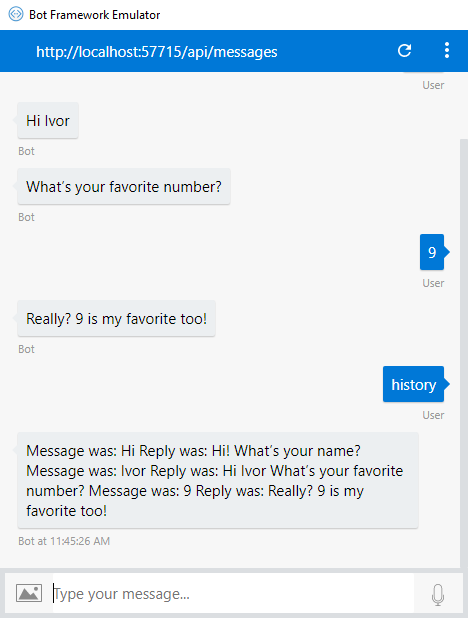 Bot Framework Emulator
http://localhost:57715/api/messages
User
Hi Ivor
Bot
What's your favorite number?
Bot
9
User
Really? 9 is my favorite too!
Bot
history
User
Message was: Hi Reply was: Hi! What's your name?
Message was: Ivor Reply was: Hi Ivor What's your favorite
number? Message was: 9 Reply was: Really? 9 is my
favorite too!
Bot at 11:45:26 AM
Type your message...